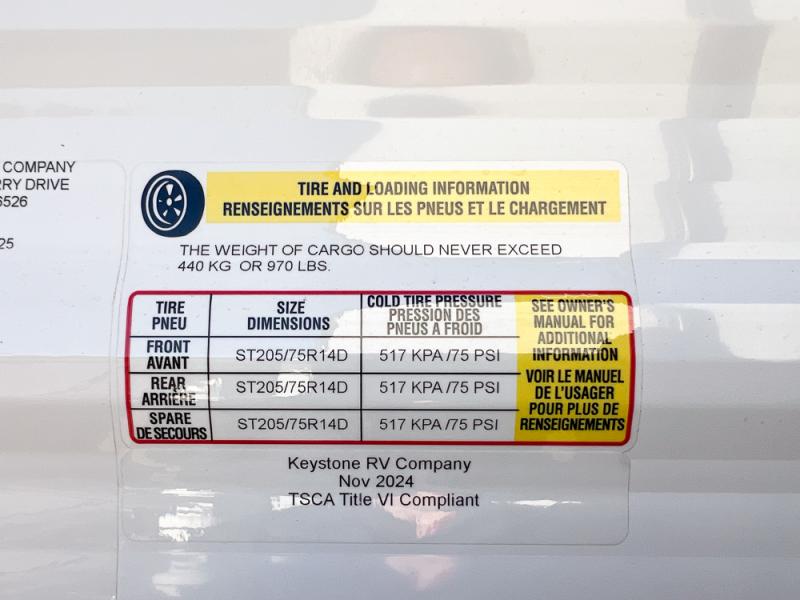 COMPANY
RRY DRIVE
6526
25
TIRE AND LOADING INFORMATION
RENSEIGNEMENTS SUR LES PNEUS ET LE CHARGEMENT
THE WEIGHT OF CARGO SHOULD NEVER EXCEED
440 KG OR 970 LBS.
TIRE
PNEU
SIZE
DIMENSIONS
COLD TIRE PRESSURE
PRESSION DES
PNEUS A FROID
SEE OWNER'S
MANUAL FOR
ADDITIONAL
INFORMATION
VOIR LE MANUEL
DE L'USAGER
POUR PLUS DE
RENSEIGNEMENTS
FRONT
AVANT
ST205/75R14D
517 KPA /75 PSI
REAR
ARRIÈRE
ST205/75R14D
517 KPA /75 PSI
SPARE
DE SECOURS
ST205/75R14D
517 KPA /75 PSI
Keystone RV Company
Nov 2024
TSCA Title VI Compliant